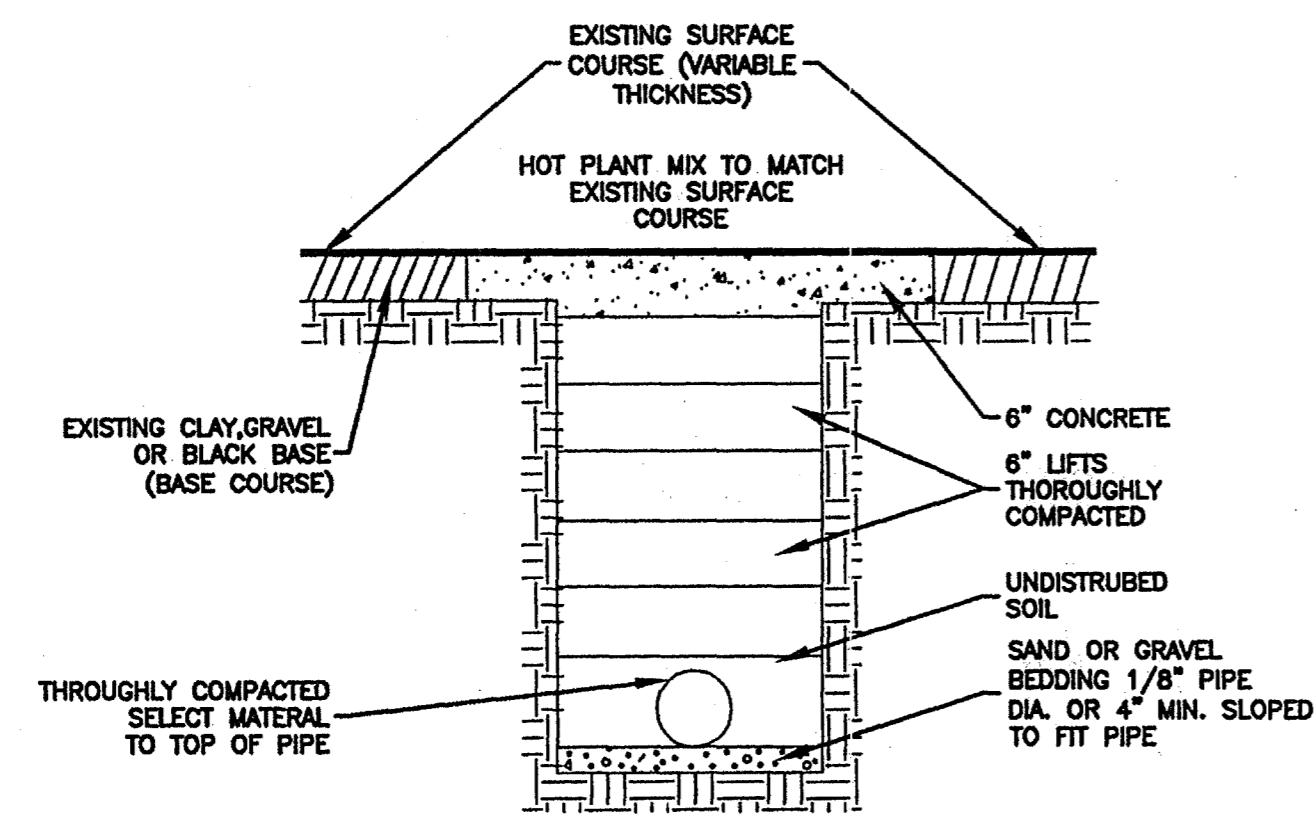 EXISTING SURFACE
COURSE (VARIABLE
THICKNESS)
HOT PLANT MIX TO MATCH
EXISTING SURFACE
COURSE
EXISTING CLAY,GRAVEL
OR BLACK BASE
(BASE COURSE)
6" CONCRETE
6" LIFTS
THOROUGHLY
COMPACTED
UNDISTRUBED
SOIL
SAND OR GRAVEL
BEDDING 1/8" PIPE
DIA. OR 4" MIN. SLOPED
TO FIT PIPE
THROUGHLY COMPACTED
SELECT MATERAL
TO TOP OF PIPE